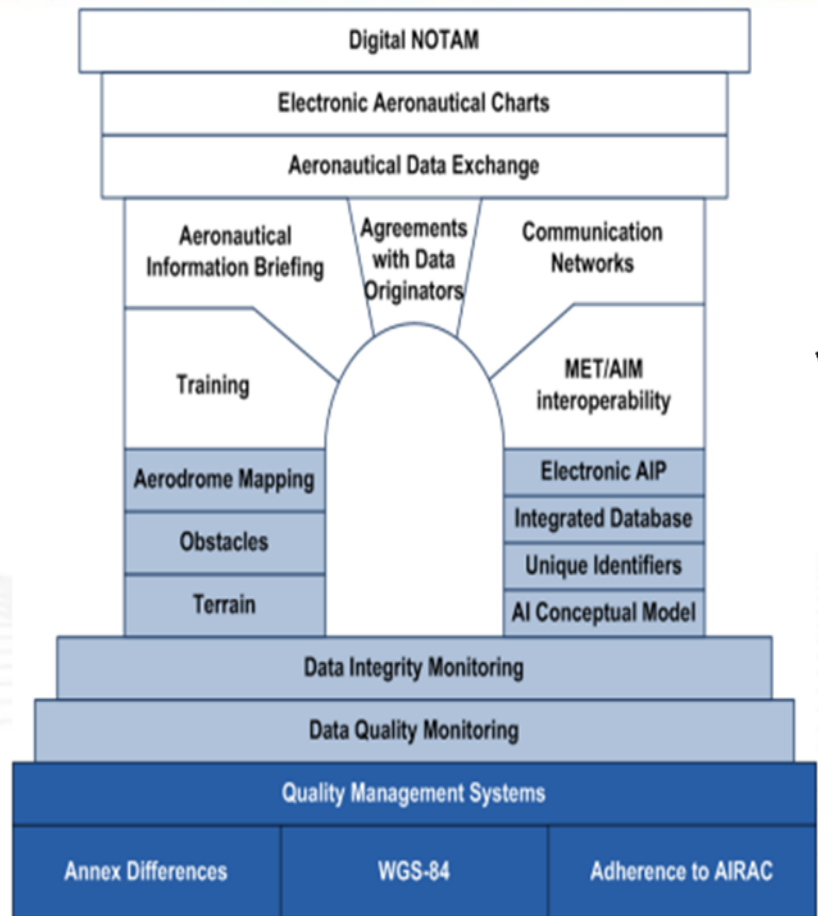 Digital NOTAM
Electronic Aeronautical Charts
Aeronautical Data Exchange
Aeronautical
Information Briefing
Agreements
with Data
Originators
Communication
Networks
Training
MET/AIM
interoperability
Aerodrome Mapping
Obstacles
Terrain
Electronic AIP
Integrated Database
Unique Identifiers
AI Conceptual Model
Data Integrity Monitoring
Data Quality Monitoring
Quality Management Systems
Annex Differences
WGS-84
Adherence to AIRAC